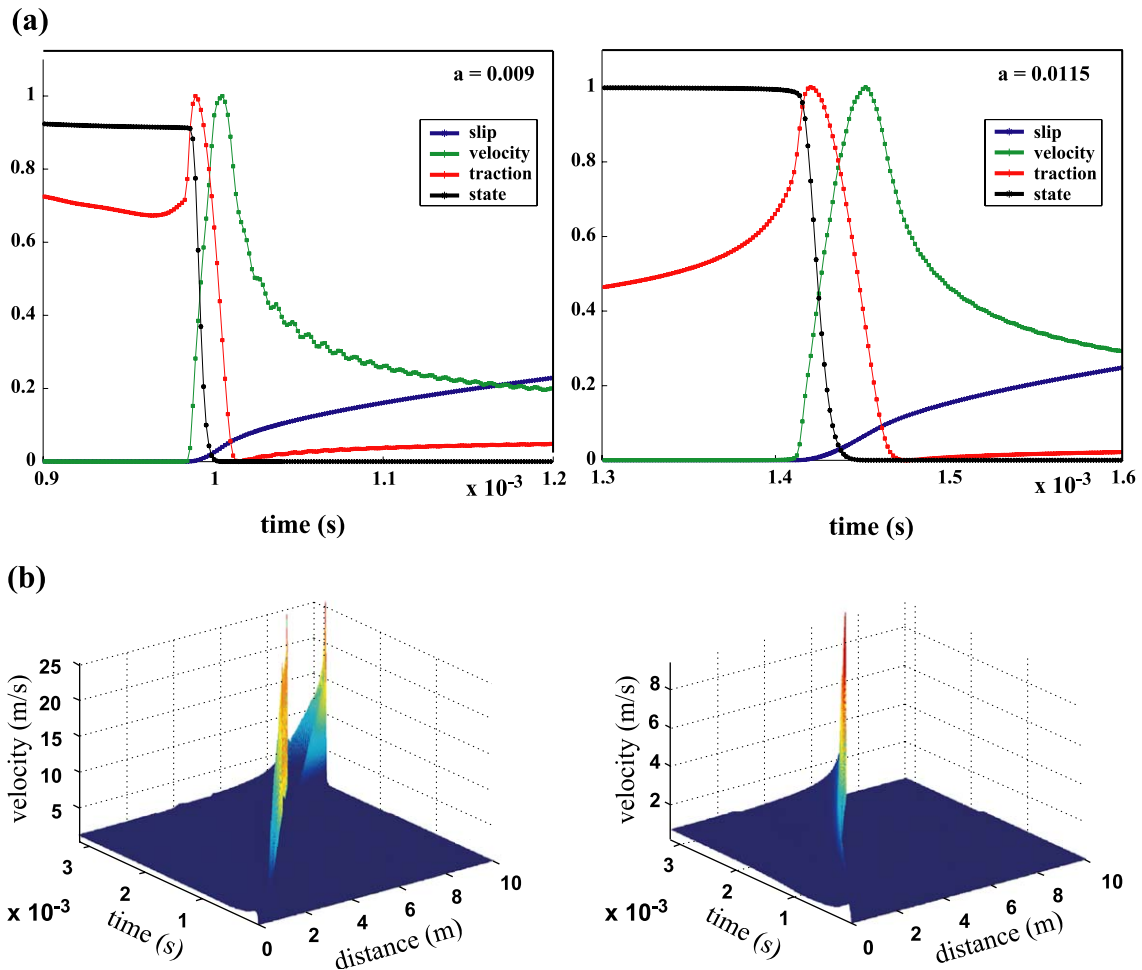 (a)
a = 0.009
1
0.8
0.6
0.4
0.2
0
slip
velocity
traction
state
0.9
1
1.1
1.2
x 10⁻³
time (s)
a = 0.0115
1
0.8
0.6
0.4
0.2
0
slip
velocity
traction
state
1.3
1.4
1.5
1.6
x 10⁻³
time (s)
(b)
velocity (m/s)
25
20
15
10
5
3
2
1
x 10⁻³
time (s)
0
2
4
6
8
10
distance (m)
velocity (m/s)
8
6
4
2
3
2
1
x 10⁻³
time (s)
0
2
4
6
8
10
distance (m)